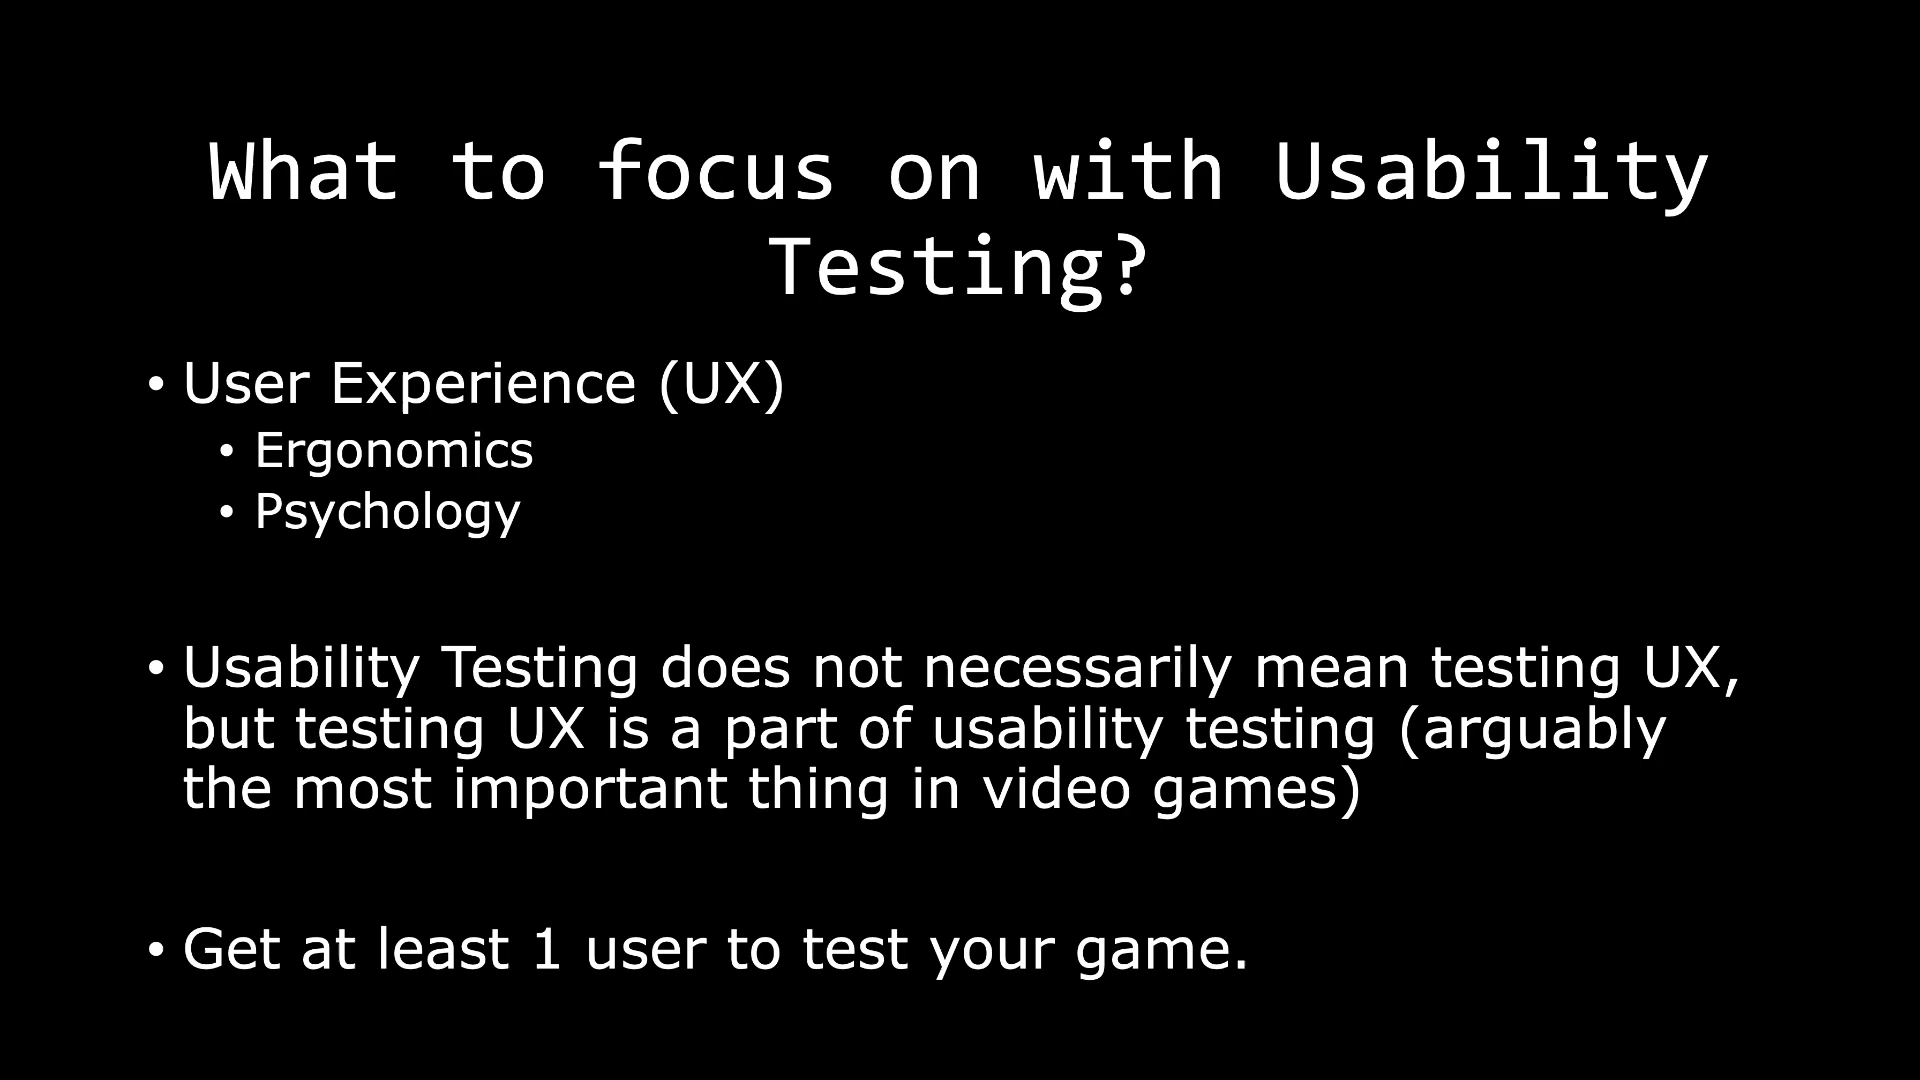 What to focus on with Usability
Testing?
• User Experience (UX)
• Ergonomics
• Psychology
• Usability Testing does not necessarily mean testing UX,
but testing UX is a part of usability testing (arguably
the most important thing in video games)
• Get at least 1 user to test your game.